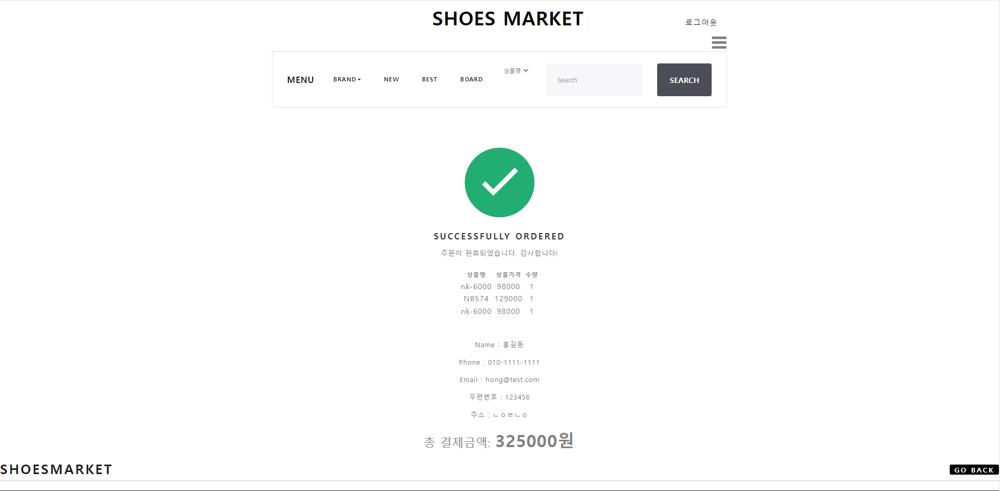 SHOES MARKET
로그아웃
MENU BRAND NEW BEST BOARD 상품명 Search SEARCH
SUCCESSFULLY ORDERED
주문이 완료되었습니다. 감사합니다!
상품명 상품가격 수량
nk-6000 98000 1
NB574 129000 1
nk-6000 98000 1
Name : 홍길동
Phone : 010-1111-1111
Email : hong@test.com
우편번호 : 123456
주소 : ㄴㅇㄹㄴㅇ
총 결제금액: 325000원
SHOESMARKET
GO BACK